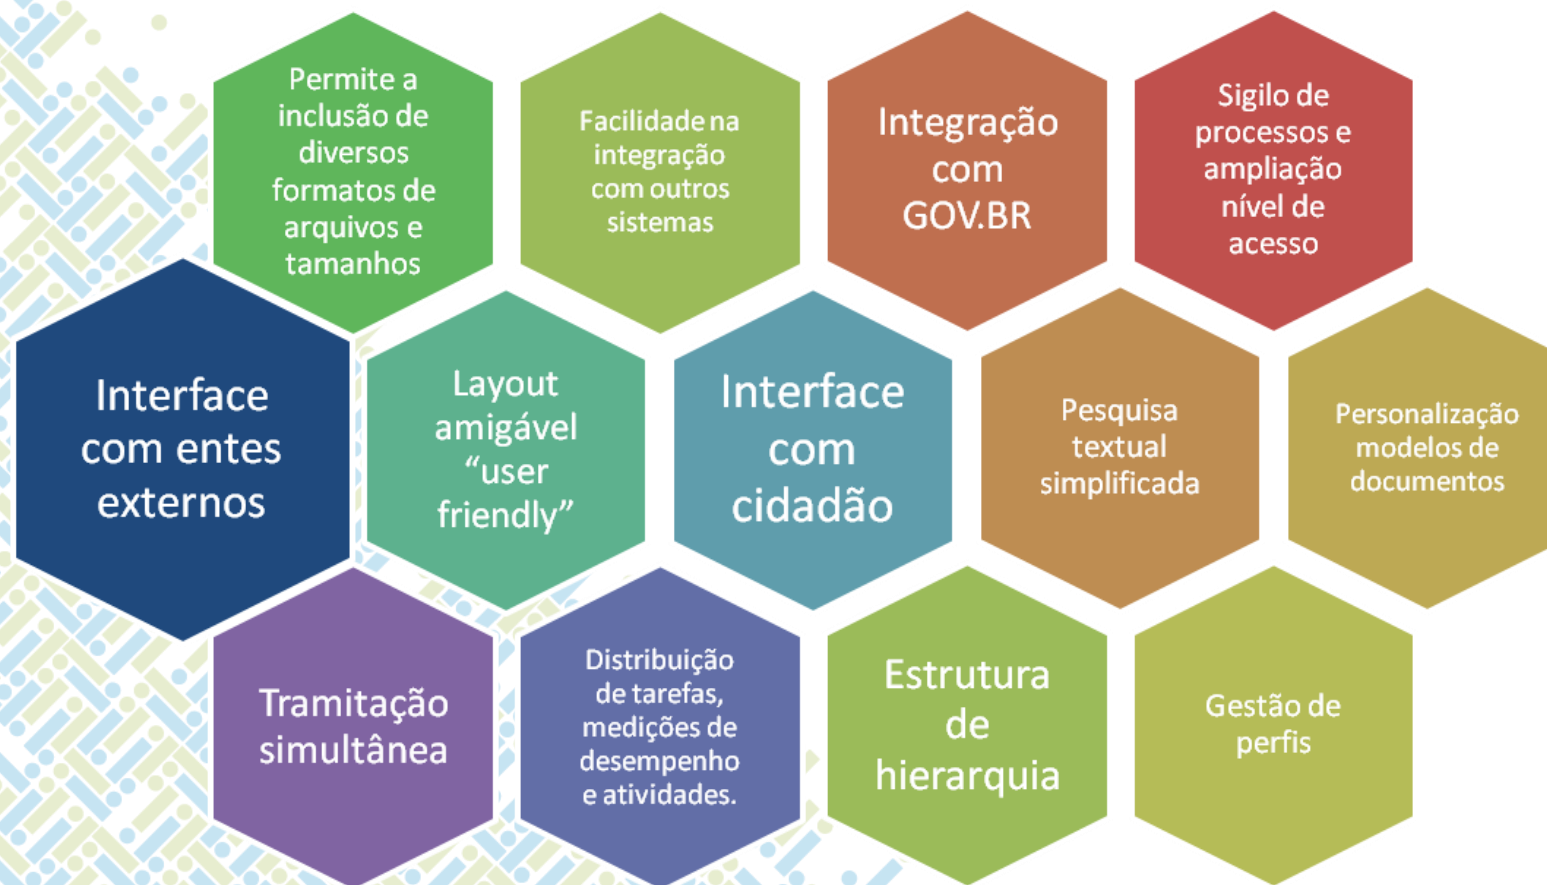 Permite a
inclusão de
diversos
formatos de
arquivos e
tamanhos
Facilidade na
integração
com outros
sistemas
Integração
com
GOV.BR
Sigilo de
processos e
ampliação
nível de
acesso
Interface
com entes
externos
Layout
amigável
“user
friendly”
Interface
com
cidadão
Pesquisa
textual
simplificada
Personalização
modelos de
documentos
Tramitação
simultânea
Distribuição
de tarefas,
medições de
desempenho
e atividades.
Estrutura
de
hierarquia
Gestão de
perfis